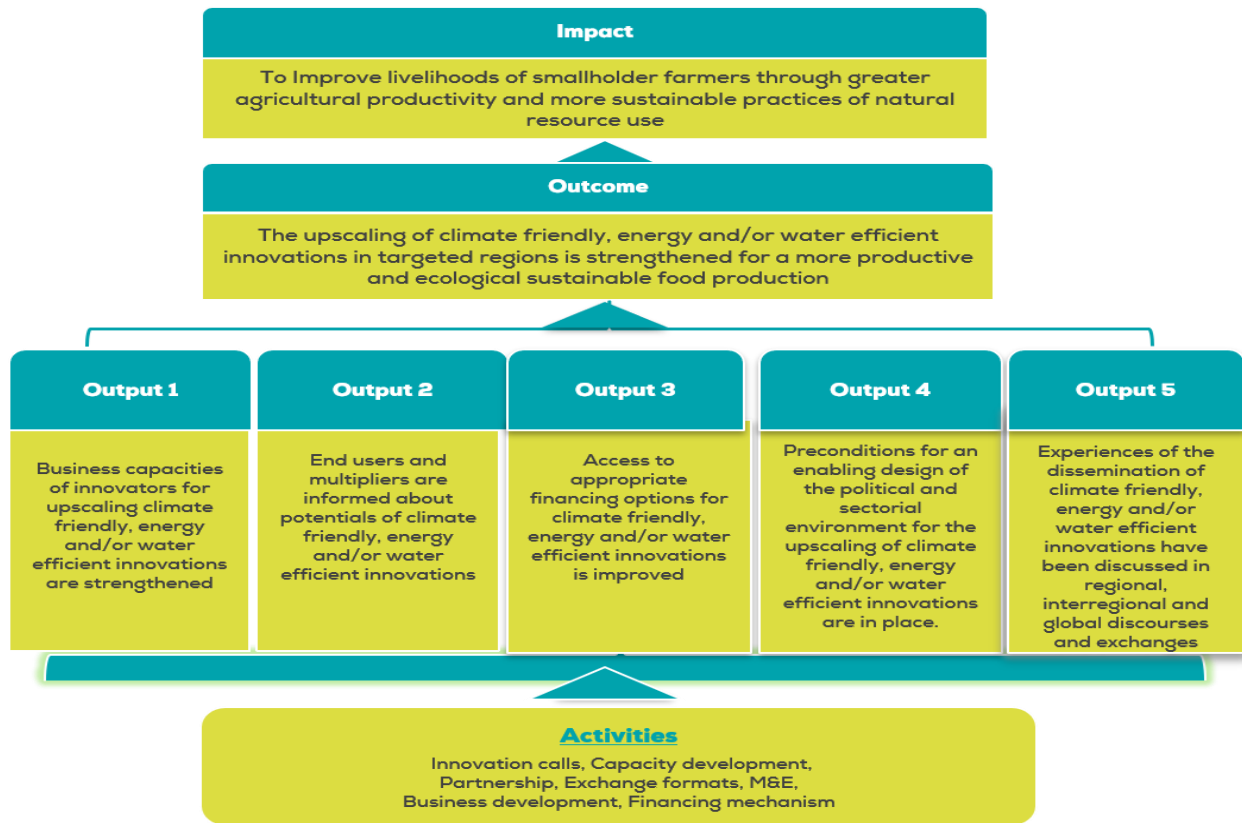 Impact
To Improve livelihoods of smallholder farmers through greater
agricultural productivity and more sustainable practices of natural
resource use
Outcome
The upscaling of climate friendly, energy and/or water efficient
innovations in targeted regions is strengthened for a more productive
and ecological sustainable food production
Output 1
Business capacities
of innovators for
upscaling climate
friendly, energy
and/or water
efficient innovations
are strengthened
Output 2
End users and
multipliers are
informed about
potentials of climate
friendly, energy
and/or water
efficient innovations
Output 3
Access to
appropriate
financing options for
climate friendly,
energy and/or water
efficient innovations
is improved
Output 4
Preconditions for an
enabling design of
the political and
sectorial
environment for the
upscaling of climate
friendly, energy
and/or water
efficient innovations
are in place.
Output 5
Experiences of the
dissemination of
climate friendly,
energy and/or
water efficient
innovations have
been discussed in
regional,
interregional and
global discourses
and exchanges
Activities
Innovation calls, Capacity development,
Partnership, Exchange formats, M&E,
Business development, Financing mechanism